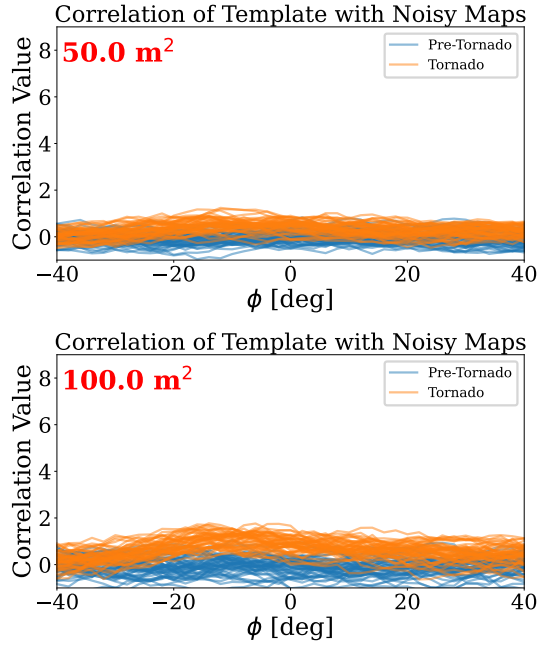 Correlation of Template with Noisy Maps
50.0 m²
Pre-Tornado
Tornado
Correlation Value
8
6
4
2
0
−40 −20 0 20 40
ϕ [deg]
Correlation of Template with Noisy Maps
100.0 m²
Pre-Tornado
Tornado
Correlation Value
8
6
4
2
0
−40 −20 0 20 40
ϕ [deg]